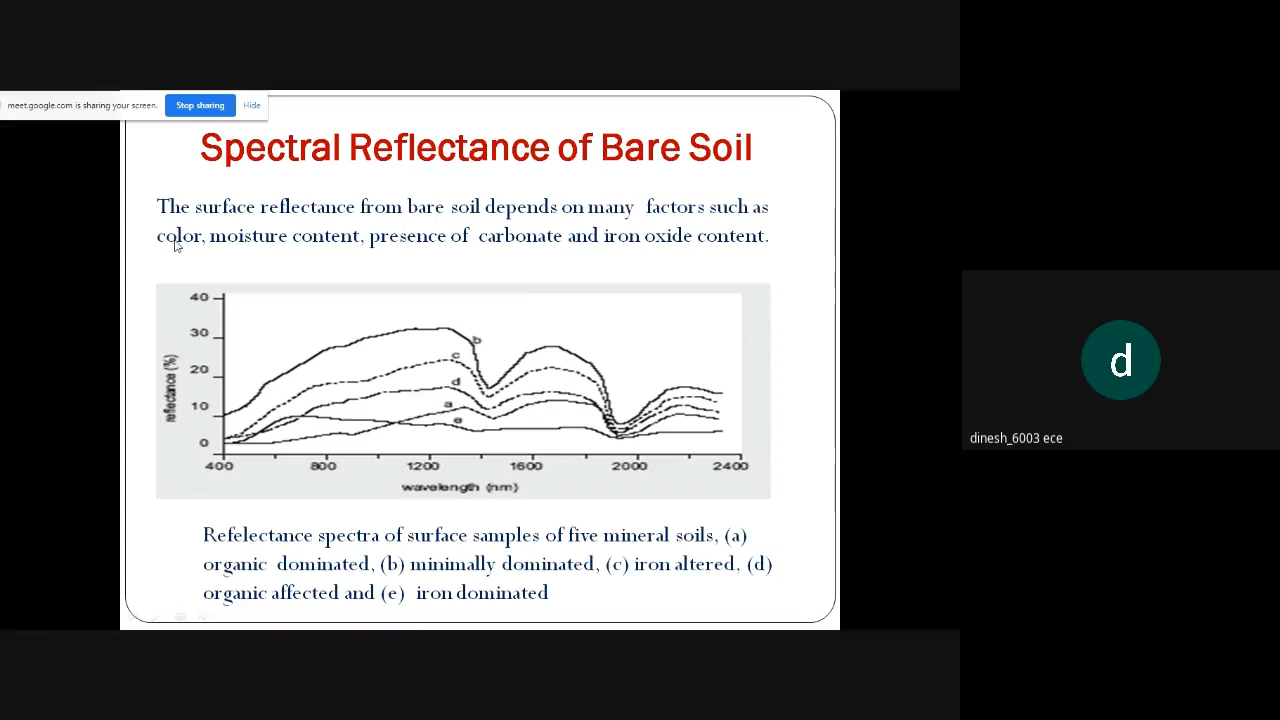 meet.google.com is sharing your screen.
Stop sharing
Hide
Spectral Reflectance of Bare Soil
The surface reflectance from bare soil depends on many factors such as
color, moisture content, presence of carbonate and iron oxide content.
40
30
20
10
0
reflectance (%)
b
c
d
a
e
400 800 1200 1600 2000 2400
wavelength (nm)
Refelectance spectra of surface samples of five mineral soils, (a)
organic dominated, (b) minimally dominated, (c) iron altered, (d)
organic affected and (e) iron dominated
d
dinesh_6003 ece